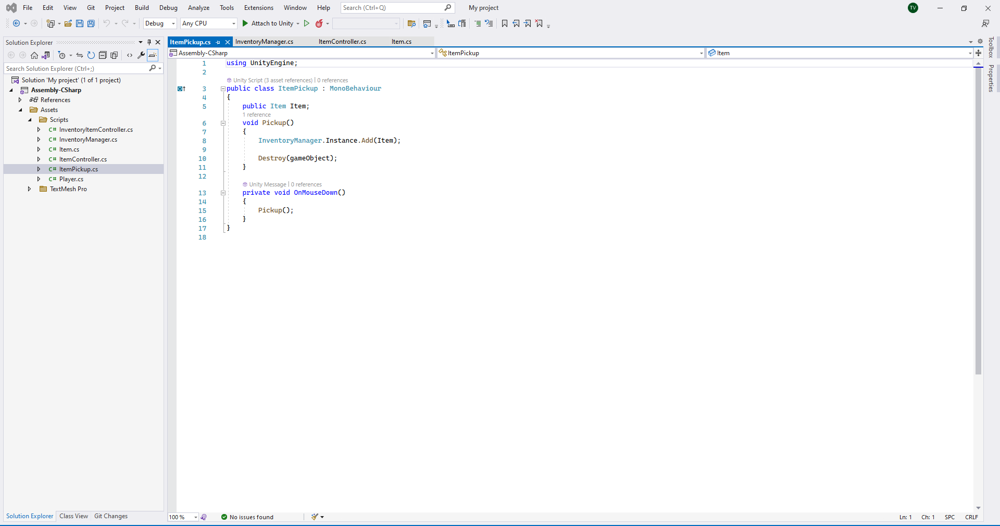 File Edit View Git Project Build Debug Analyze Tools Extensions Window Help Search (Ctrl+Q) My project TV
Debug Any CPU Attach to Unity
Solution Explorer
Search Solution Explorer (Ctrl+;)
Solution 'My project' (1 of 1 project)
Assembly-CSharp
References
Assets
Scripts
C# InventoryItemController.cs
C# InventoryManager.cs
C# Item.cs
C# ItemController.cs
C# ItemPickup.cs
C# Player.cs
TextMesh Pro
Solution Explorer Class View Git Changes
ItemPickup.cs InventoryManager.cs ItemController.cs Item.cs
Assembly-CSharp ItemPickup Item
1 using UnityEngine;
2
Unity Script (3 asset references) | 0 references
3 public class ItemPickup : MonoBehaviour
4 {
5 public Item Item;
1 reference
6 void Pickup()
7 {
8 InventoryManager.Instance.Add(Item);
9
10 Destroy(gameObject);
11 }
12
Unity Message | 0 references
13 private void OnMouseDown()
14 {
15 Pickup();
16 }
17 }
18
100 % No issues found Ln: 1 Ch: 1 SPC CRLF
Toolbox
Properties